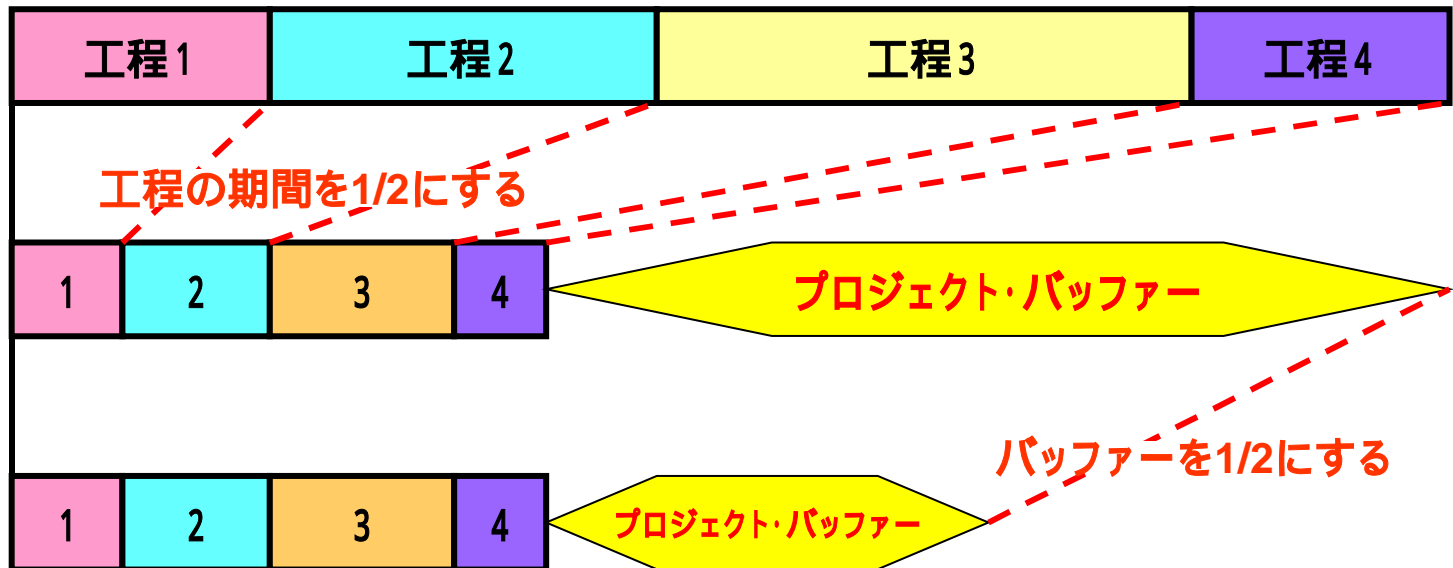 工程1
工程2
工程3
工程4
工程の期間を1/2にする
1
2
3
4
プロジェクト・バッファー
バッファーを1/2にする
1
2
3
4
プロジェクト・バッファー